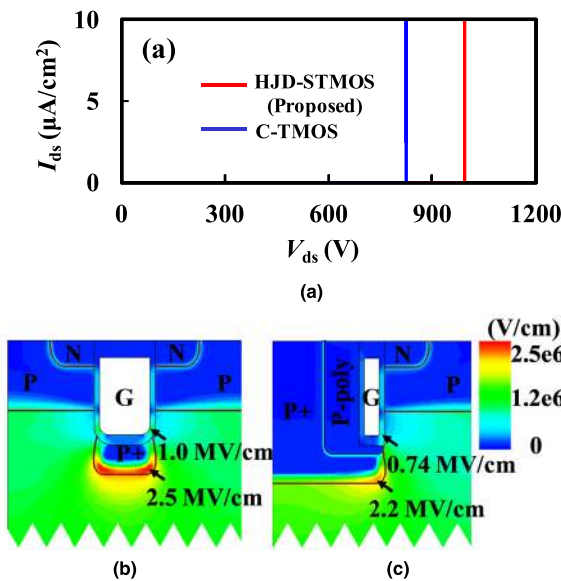 (a)
10
5
0
I_ds (μA/cm²)
HJD-STMOS
(Proposed)
C-TMOS
0 300 600 900 1200
V_ds (V)
(a)
N N
P P
G
P+
1.0 MV/cm
2.5 MV/cm
(b)
P+
P-poly
G
N
P
0.74 MV/cm
2.2 MV/cm
(c)
(V/cm)
2.5e6
1.2e6
0